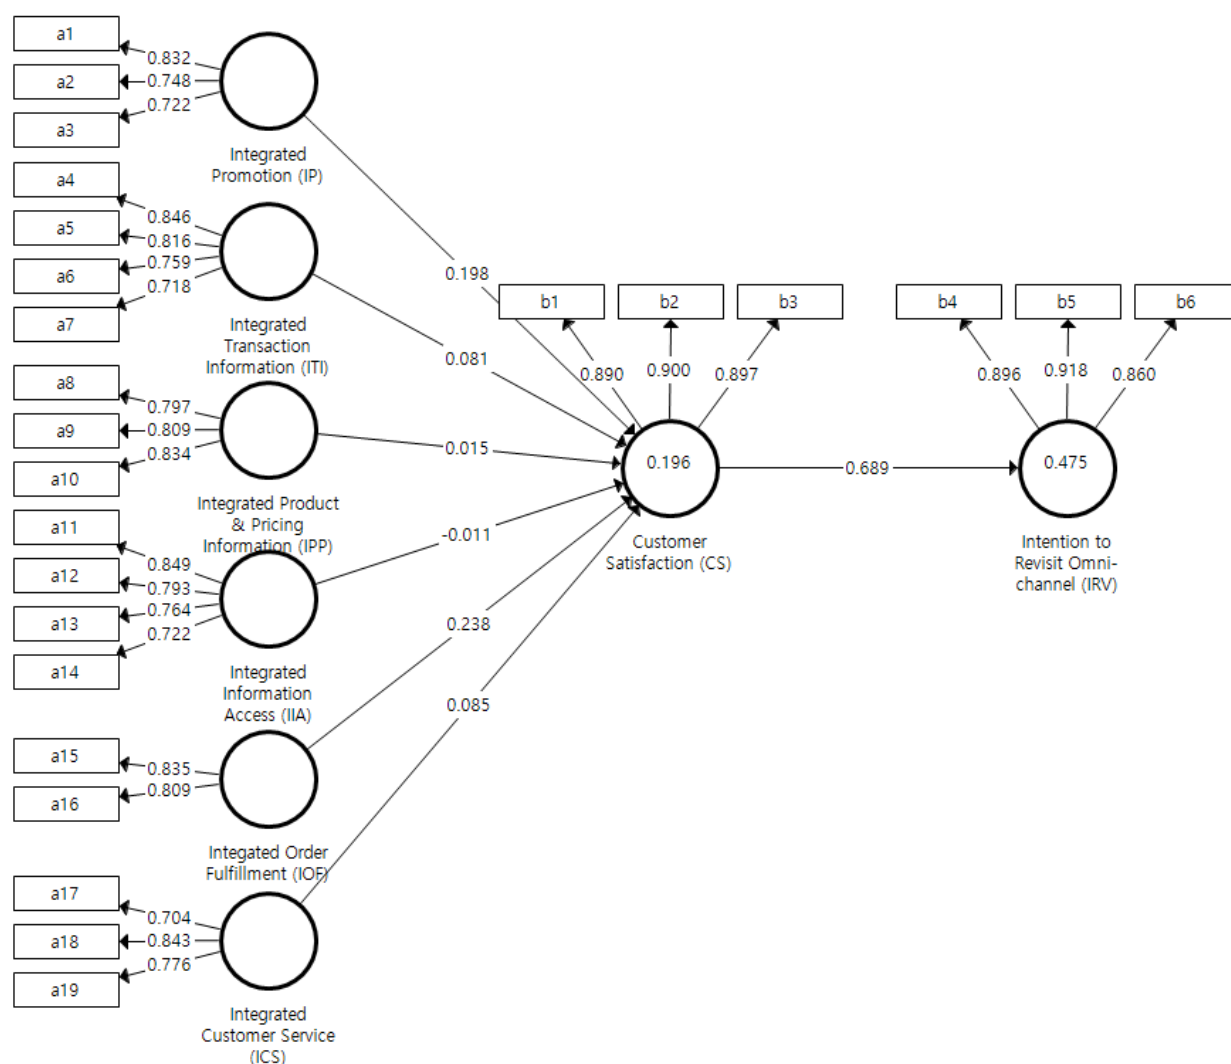 a1
0.832
a2
0.748
a3
0.722
Integrated
Promotion (IP)
a4
0.846
a5
0.816
a6
0.759
a7
0.718
Integrated
Transaction
Information (ITI)
a8
0.797
a9
0.809
a10
0.834
Integrated Product
& Pricing
Information (IPP)
a11
0.849
a12
0.793
a13
0.764
a14
0.722
Integrated
Information
Access (IIA)
a15
0.835
a16
0.809
Integated Order
Fulfillment (IOF)
a17
0.704
a18
0.843
a19
0.776
Integrated
Customer Service
(ICS)
0.198
0.081
0.015
-0.011
0.238
0.085
b1
b2
b3
0.890
0.900
0.897
0.196
Customer
Satisfaction (CS)
0.689
b4
b5
b6
0.896
0.918
0.860
0.475
Intention to
Revisit Omni-
channel (IRV)